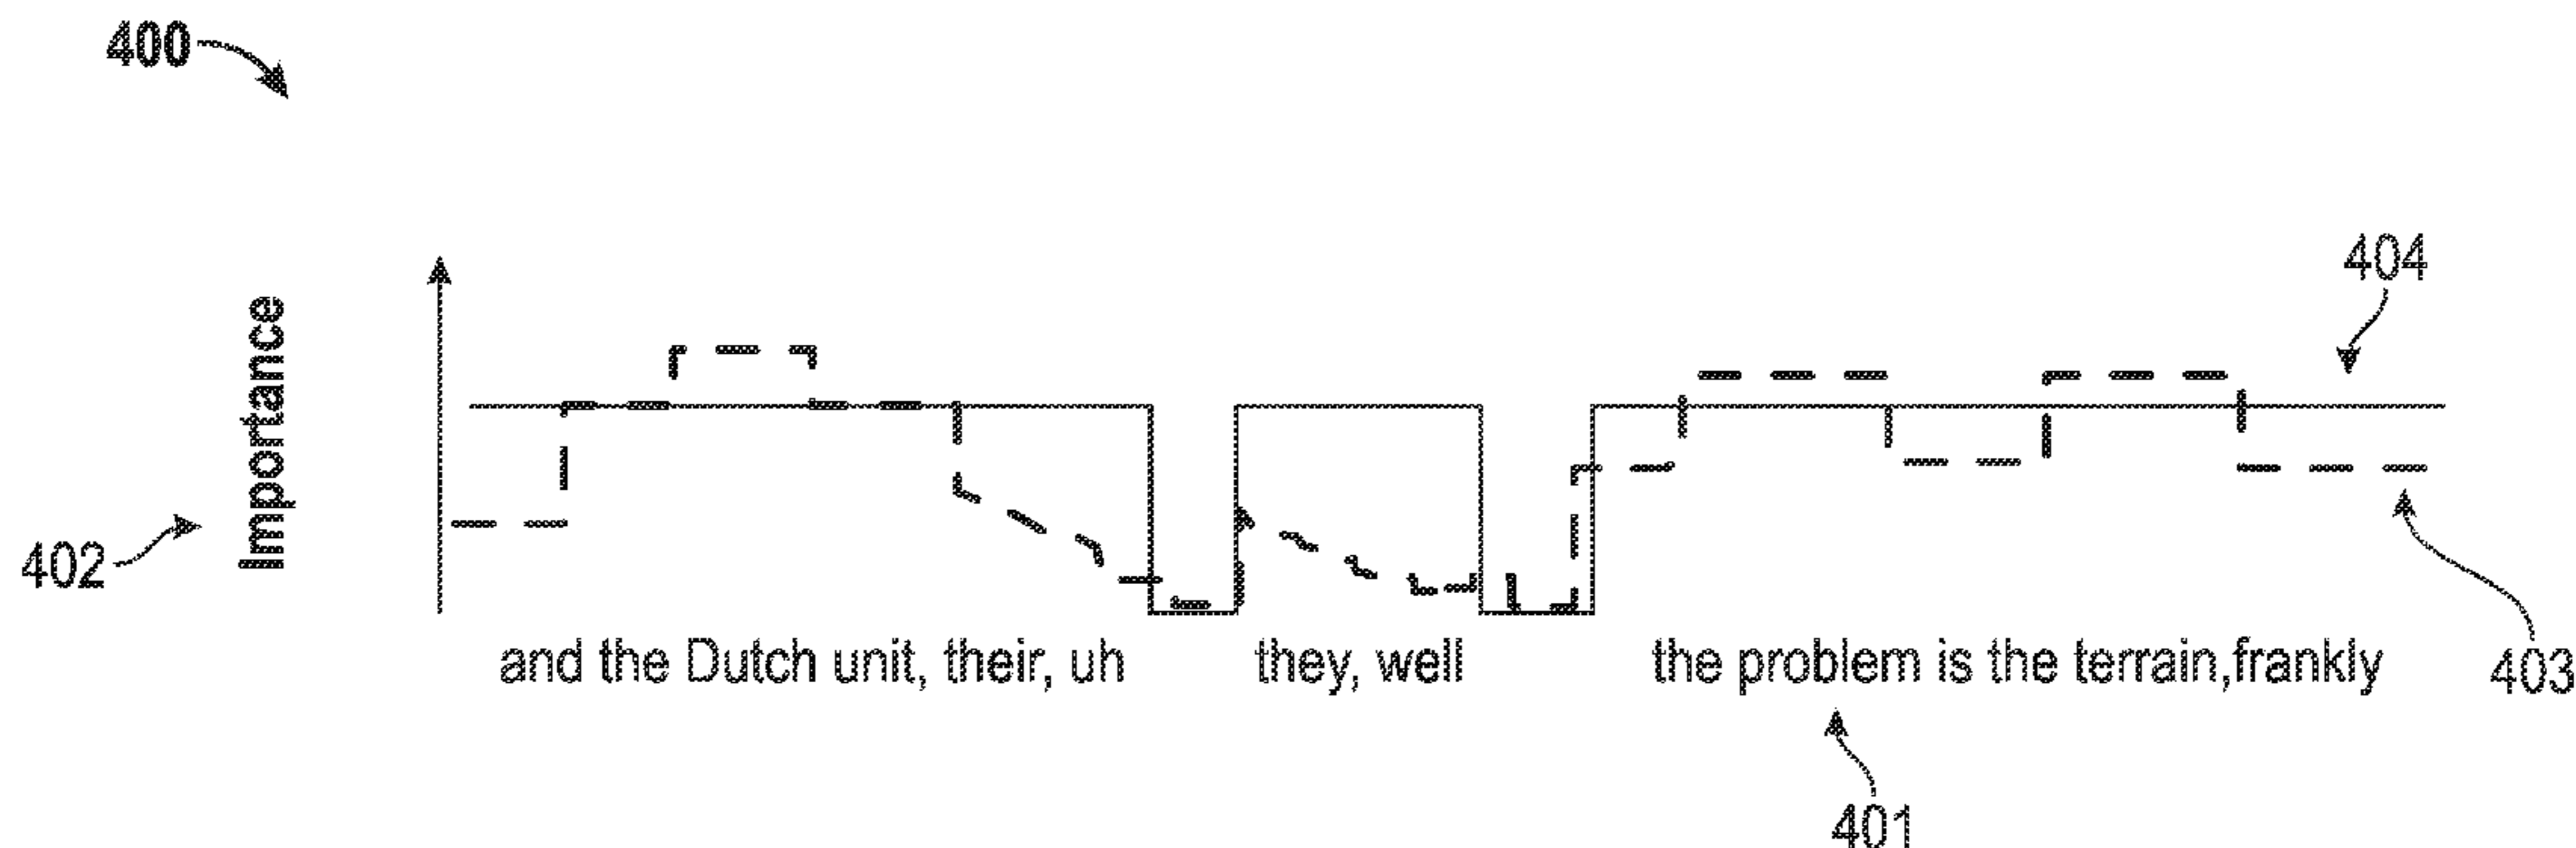 400
404
Importance
402
and the Dutch unit, their, uh they, well the problem is the terrain,frankly
403
401